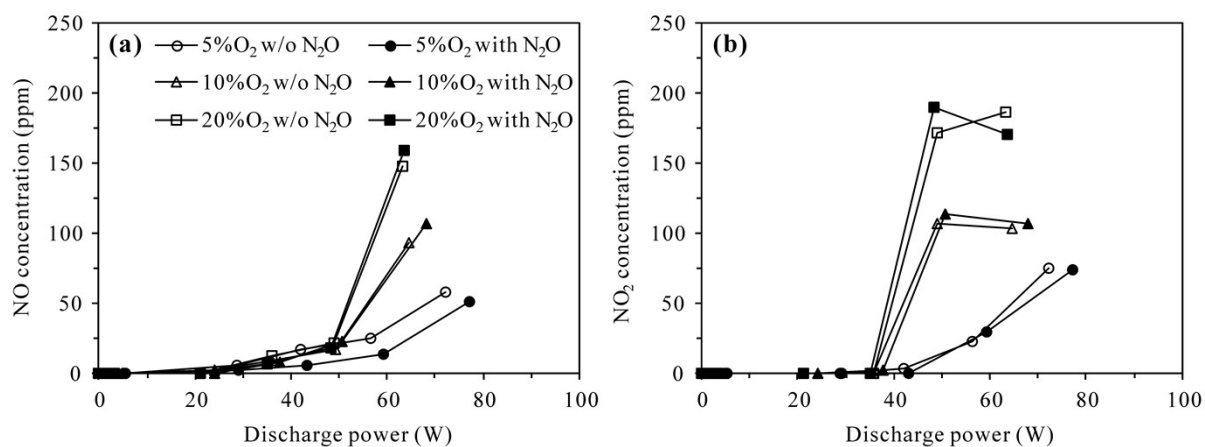 (a)
5%O₂ w/o N₂O
5%O₂ with N₂O
10%O₂ w/o N₂O
10%O₂ with N₂O
20%O₂ w/o N₂O
20%O₂ with N₂O
NO concentration (ppm)
250
200
150
100
50
0
0 20 40 60 80 100
Discharge power (W)
(b)
NO₂ concentration (ppm)
250
200
150
100
50
0
0 20 40 60 80 100
Discharge power (W)